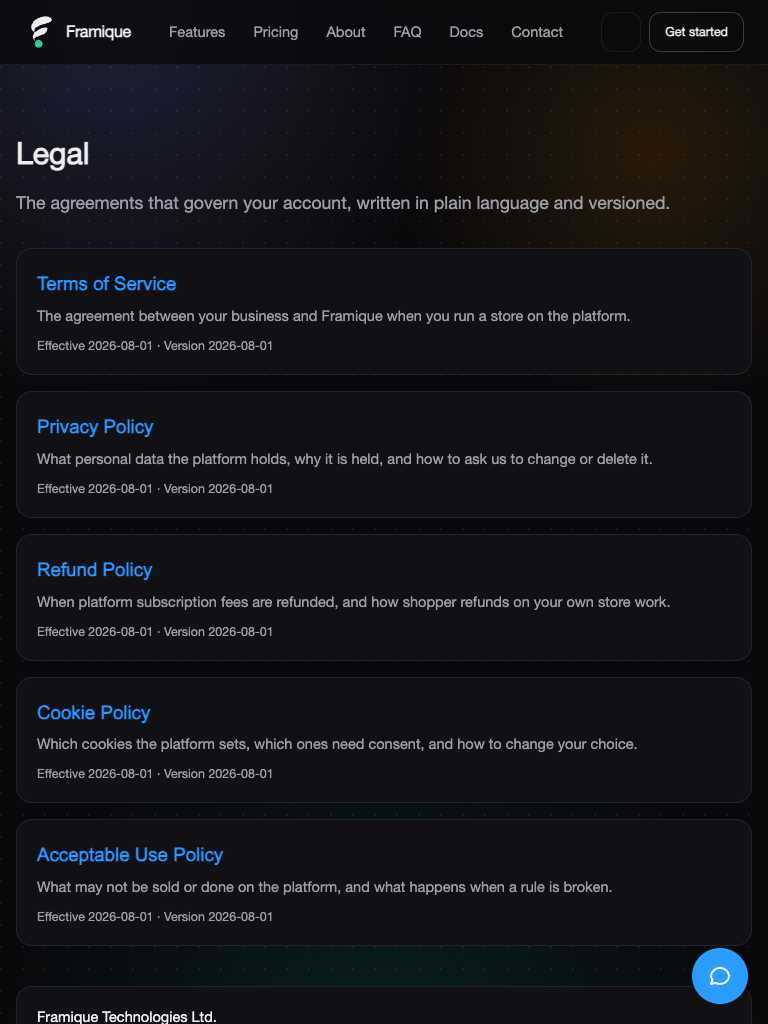 Framique
Features
Pricing
About
FAQ
Docs
Contact
Get started
Legal
The agreements that govern your account, written in plain language and versioned.
Terms of Service
The agreement between your business and Framique when you run a store on the platform.
Effective 2026-08-01 · Version 2026-08-01
Privacy Policy
What personal data the platform holds, why it is held, and how to ask us to change or delete it.
Effective 2026-08-01 · Version 2026-08-01
Refund Policy
When platform subscription fees are refunded, and how shopper refunds on your own store work.
Effective 2026-08-01 · Version 2026-08-01
Cookie Policy
Which cookies the platform sets, which ones need consent, and how to change your choice.
Effective 2026-08-01 · Version 2026-08-01
Acceptable Use Policy
What may not be sold or done on the platform, and what happens when a rule is broken.
Effective 2026-08-01 · Version 2026-08-01
Framique Technologies Ltd.